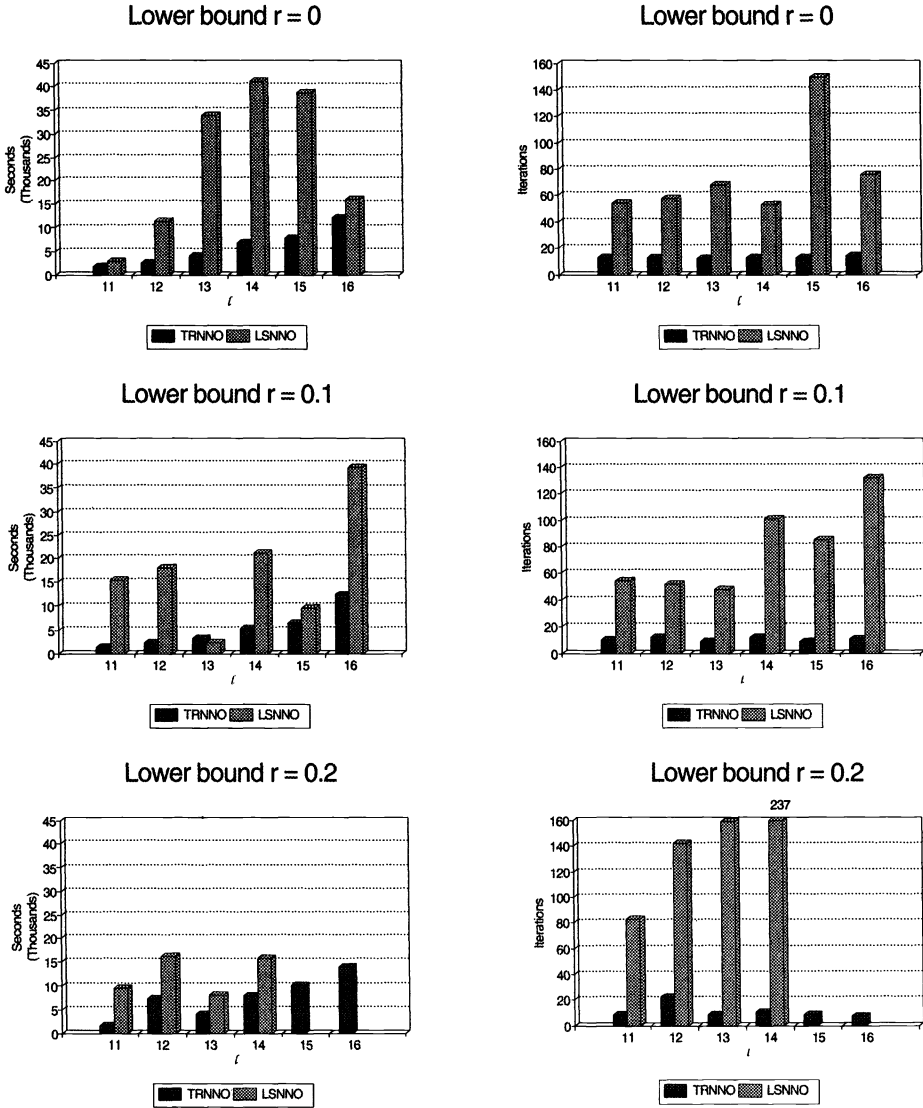 Lower bound r = 0
45
40
35
30
25
20
15
10
5
0
Seconds
(Thousands)
11 12 13 14 15 16
ℓ
TRNNO LSNNO
Lower bound r = 0
160
140
120
100
80
60
40
20
0
Iterations
11 12 13 14 15 16
ℓ
TRNNO LSNNO
Lower bound r = 0.1
45
40
35
30
25
20
15
10
5
0
Seconds
(Thousands)
11 12 13 14 15 16
ℓ
TRNNO LSNNO
Lower bound r = 0.1
160
140
120
100
80
60
40
20
0
Iterations
11 12 13 14 15 16
ℓ
TRNNO LSNNO
Lower bound r = 0.2
45
40
35
30
25
20
15
10
5
0
Seconds
(Thousands)
11 12 13 14 15 16
ℓ
TRNNO LSNNO
Lower bound r = 0.2
237
160
140
120
100
80
60
40
20
0
Iterations
11 12 13 14 15 16
ℓ
TRNNO LSNNO